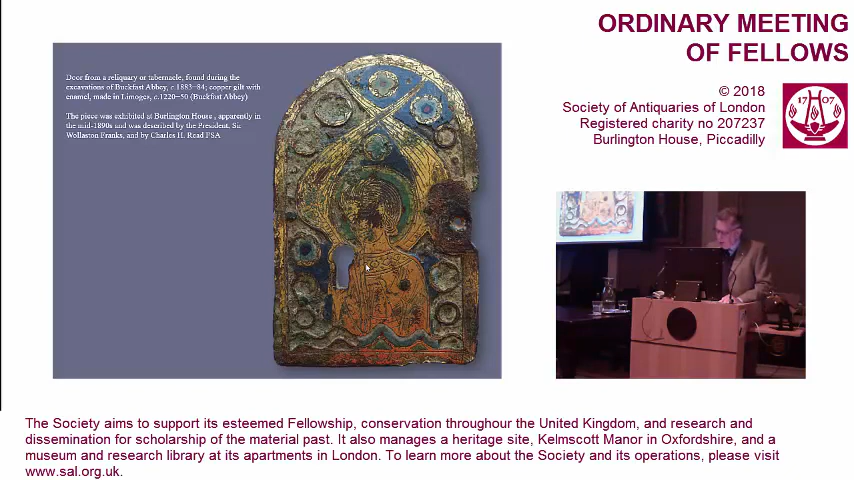 ORDINARY MEETING
OF FELLOWS
© 2018
Society of Antiquaries of London
Registered charity no 207237
Burlington House, Piccadilly
1707
Door from a reliquary or tabernacle, found during the
excavations of Buckfast Abbey, c.1883–84; copper gilt with
enamel, made in Limoges, c.1220–50 (Buckfast Abbey)
The piece was exhibited at Burlington House , apparently in
the mid-1890s and was described by the President, Sir
Wollaston Franks, and by Charles H. Read FSA
The Society aims to support its esteemed Fellowship, conservation throughour the United Kingdom, and research and
dissemination for scholarship of the material past. It also manages a heritage site, Kelmscott Manor in Oxfordshire, and a
museum and research library at its apartments in London. To learn more about the Society and its operations, please visit
www.sal.org.uk.